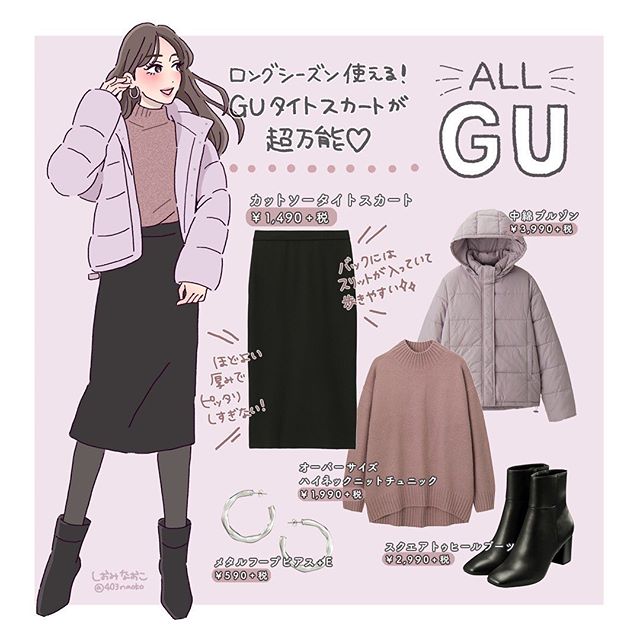 ロングシーズン使える!
GUタイトスカートが
超万能♡
ALL
GU
カットソータイトスカート
¥1,490+税
中綿ブルゾン
¥3,990+税
バックには
スリットが入っていて
歩きやすい
ほどよい
厚みで
ピッタリ
しすぎない!
オーバーサイズ
ハイネックニットチュニック
¥1,990+税
メタルフープピアス+E
¥590+税
スクエアトゥヒールブーツ
¥2,990+税
しおみなおこ
@403naoko